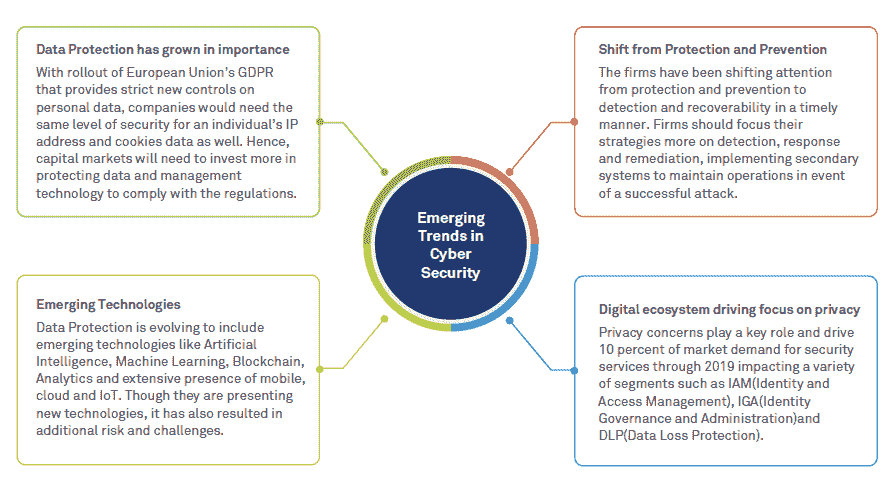 Data Protection has grown in importance
With rollout of European Union's GDPR
that provides strict new controls on
personal data, companies would need the
same level of security for an individual's IP
address and cookies data as well. Hence,
capital markets will need to invest more in
protecting data and management
technology to comply with the regulations.
Shift from Protection and Prevention
The firms have been shifting attention
from protection and prevention to
detection and recoverability in a timely
manner. Firms should focus their
strategies more on detection, response
and remediation, implementing secondary
systems to maintain operations in event
of a successful attack.
Emerging
Trends in
Cyber
Security
Emerging Technologies
Data Protection is evolving to include
emerging technologies like Artificial
Intelligence, Machine Learning, Blockchain,
Analytics and extensive presence of mobile,
cloud and IoT. Though they are presenting
new technologies, it has also resulted in
additional risk and challenges.
Digital ecosystem driving focus on privacy
Privacy concerns play a key role and drive
10 percent of market demand for security
services through 2019 impacting a variety
of segments such as IAM(Identity and
Access Management), IGA(Identity
Governance and Administration)and
DLP(Data Loss Protection).